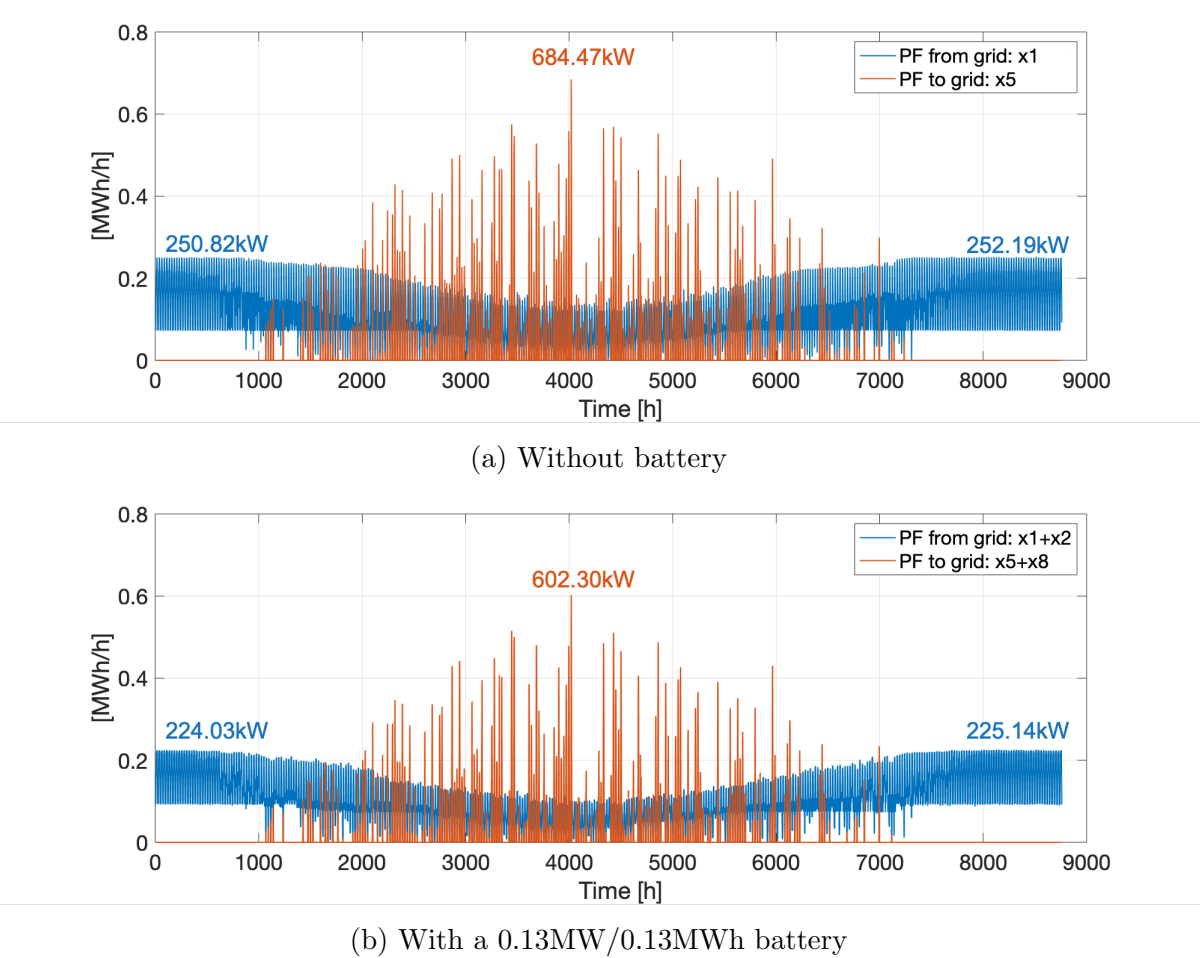 0.8
684.47kW
PF from grid: x1
PF to grid: x5
0.6
[MWh/h]
0.4
250.82kW
252.19kW
0.2
0
0 1000 2000 3000 4000 5000 6000 7000 8000 9000
Time [h]
(a) Without battery
0.8
PF from grid: x1+x2
PF to grid: x5+x8
602.30kW
0.6
[MWh/h]
0.4
224.03kW
225.14kW
0.2
0
0 1000 2000 3000 4000 5000 6000 7000 8000 9000
Time [h]
(b) With a 0.13MW/0.13MWh battery